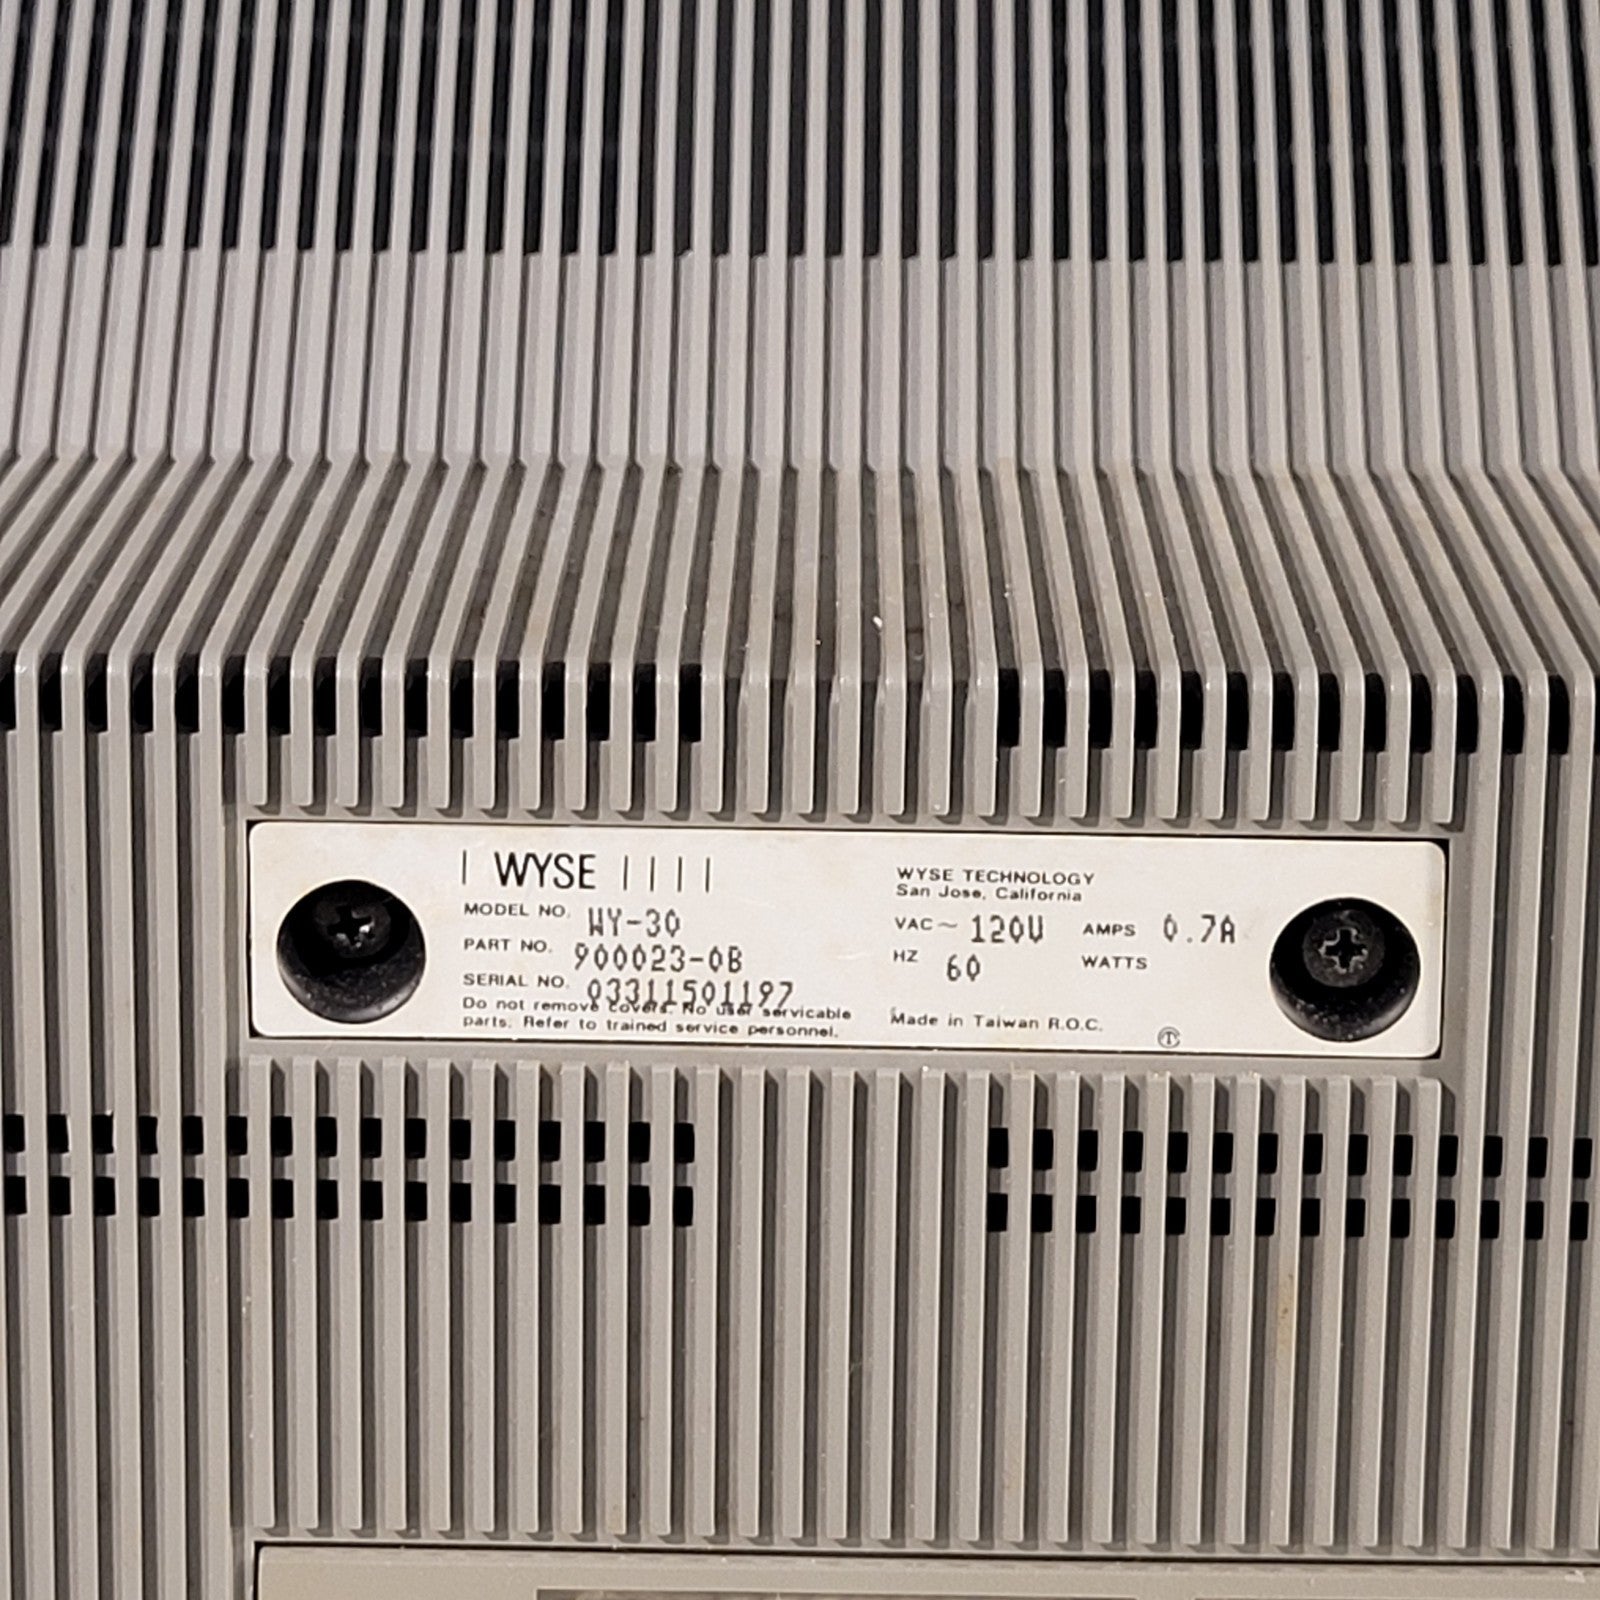 WYSE
MODEL NO. WY-30
PART NO. 900023-0B
SERIAL NO. 03311501197
Do not remove covers. No user servicable
parts. Refer to trained service personnel.
WYSE TECHNOLOGY
San Jose, California
VAC~ 120V AMPS 0.7A
HZ 60 WATTS
Made in Taiwan R.O.C.